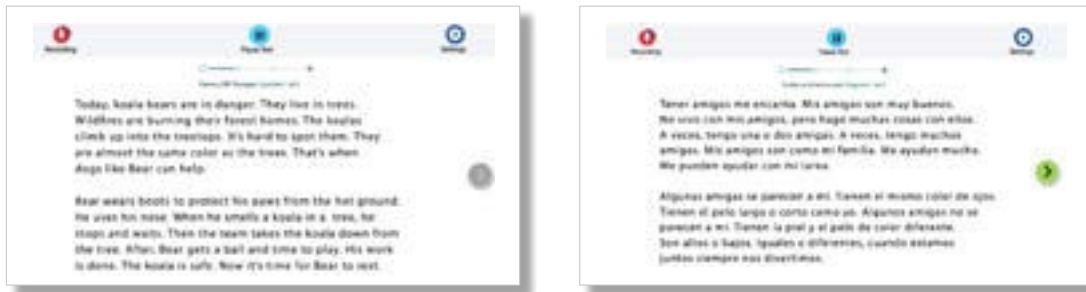 Recording
Pause Test
Settings
Today, koala bears are in danger. They live in trees.
Wildfires are burning their forest homes. The koalas
climb up into the treetops. It's hard to spot them. They
are almost the same color as the trees. That's when
dogs like Bear can help.
Bear wears boots to protect his paws from the hot ground.
He uses his nose. When he smells a koala in a tree, he
stops and waits. Then the team takes the koala down from
the tree. After, Bear gets a ball and time to play. His work
is done. The koala is safe. Now it's time for Bear to rest.
Recording
Pause Test
Settings
Tener amigos me encanta. Mis amigos son muy buenos.
No vivo con mis amigos, pero hago muchas cosas con ellos.
A veces, tengo uno o dos amigos. A veces, tengo muchos
amigos. Mis amigos son como mi familia. Me ayudan mucho.
Me pueden ayudar con mi tarea.
Algunos amigos se parecen a mí. Tienen el mismo color de ojos.
Tienen el pelo largo o corto como yo. Algunos amigos no se
parecen a mí. Tienen la piel y el pelo de color diferente.
Son altos o bajos. Iguales o diferentes, cuando estamos
juntos siempre nos divertimos.